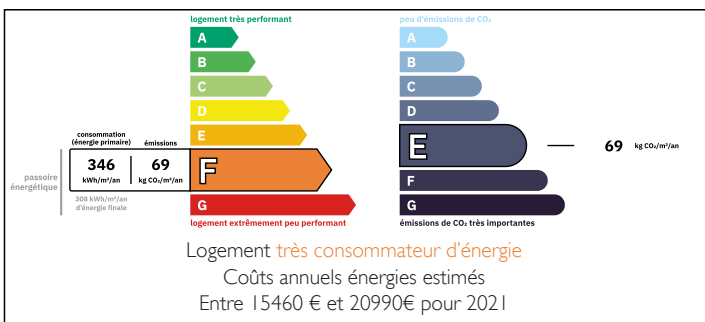 logement très performant
A
B
C
D
E
consommation
(énergie primaire)
émissions
346
kWh/m²/an
69
kg CO₂/m²/an
F
passoire
énergétique
308 kWh/m²/an
d'énergie finale
G
logement extrêmement peu performant
peu d'émissions de CO₂
A
B
C
D
E
69 kg CO₂/m²/an
F
G
émissions de CO₂ très importantes
Logement très consommateur d'énergie
Coûts annuels énergies estimés
Entre 15460 € et 20990€ pour 2021